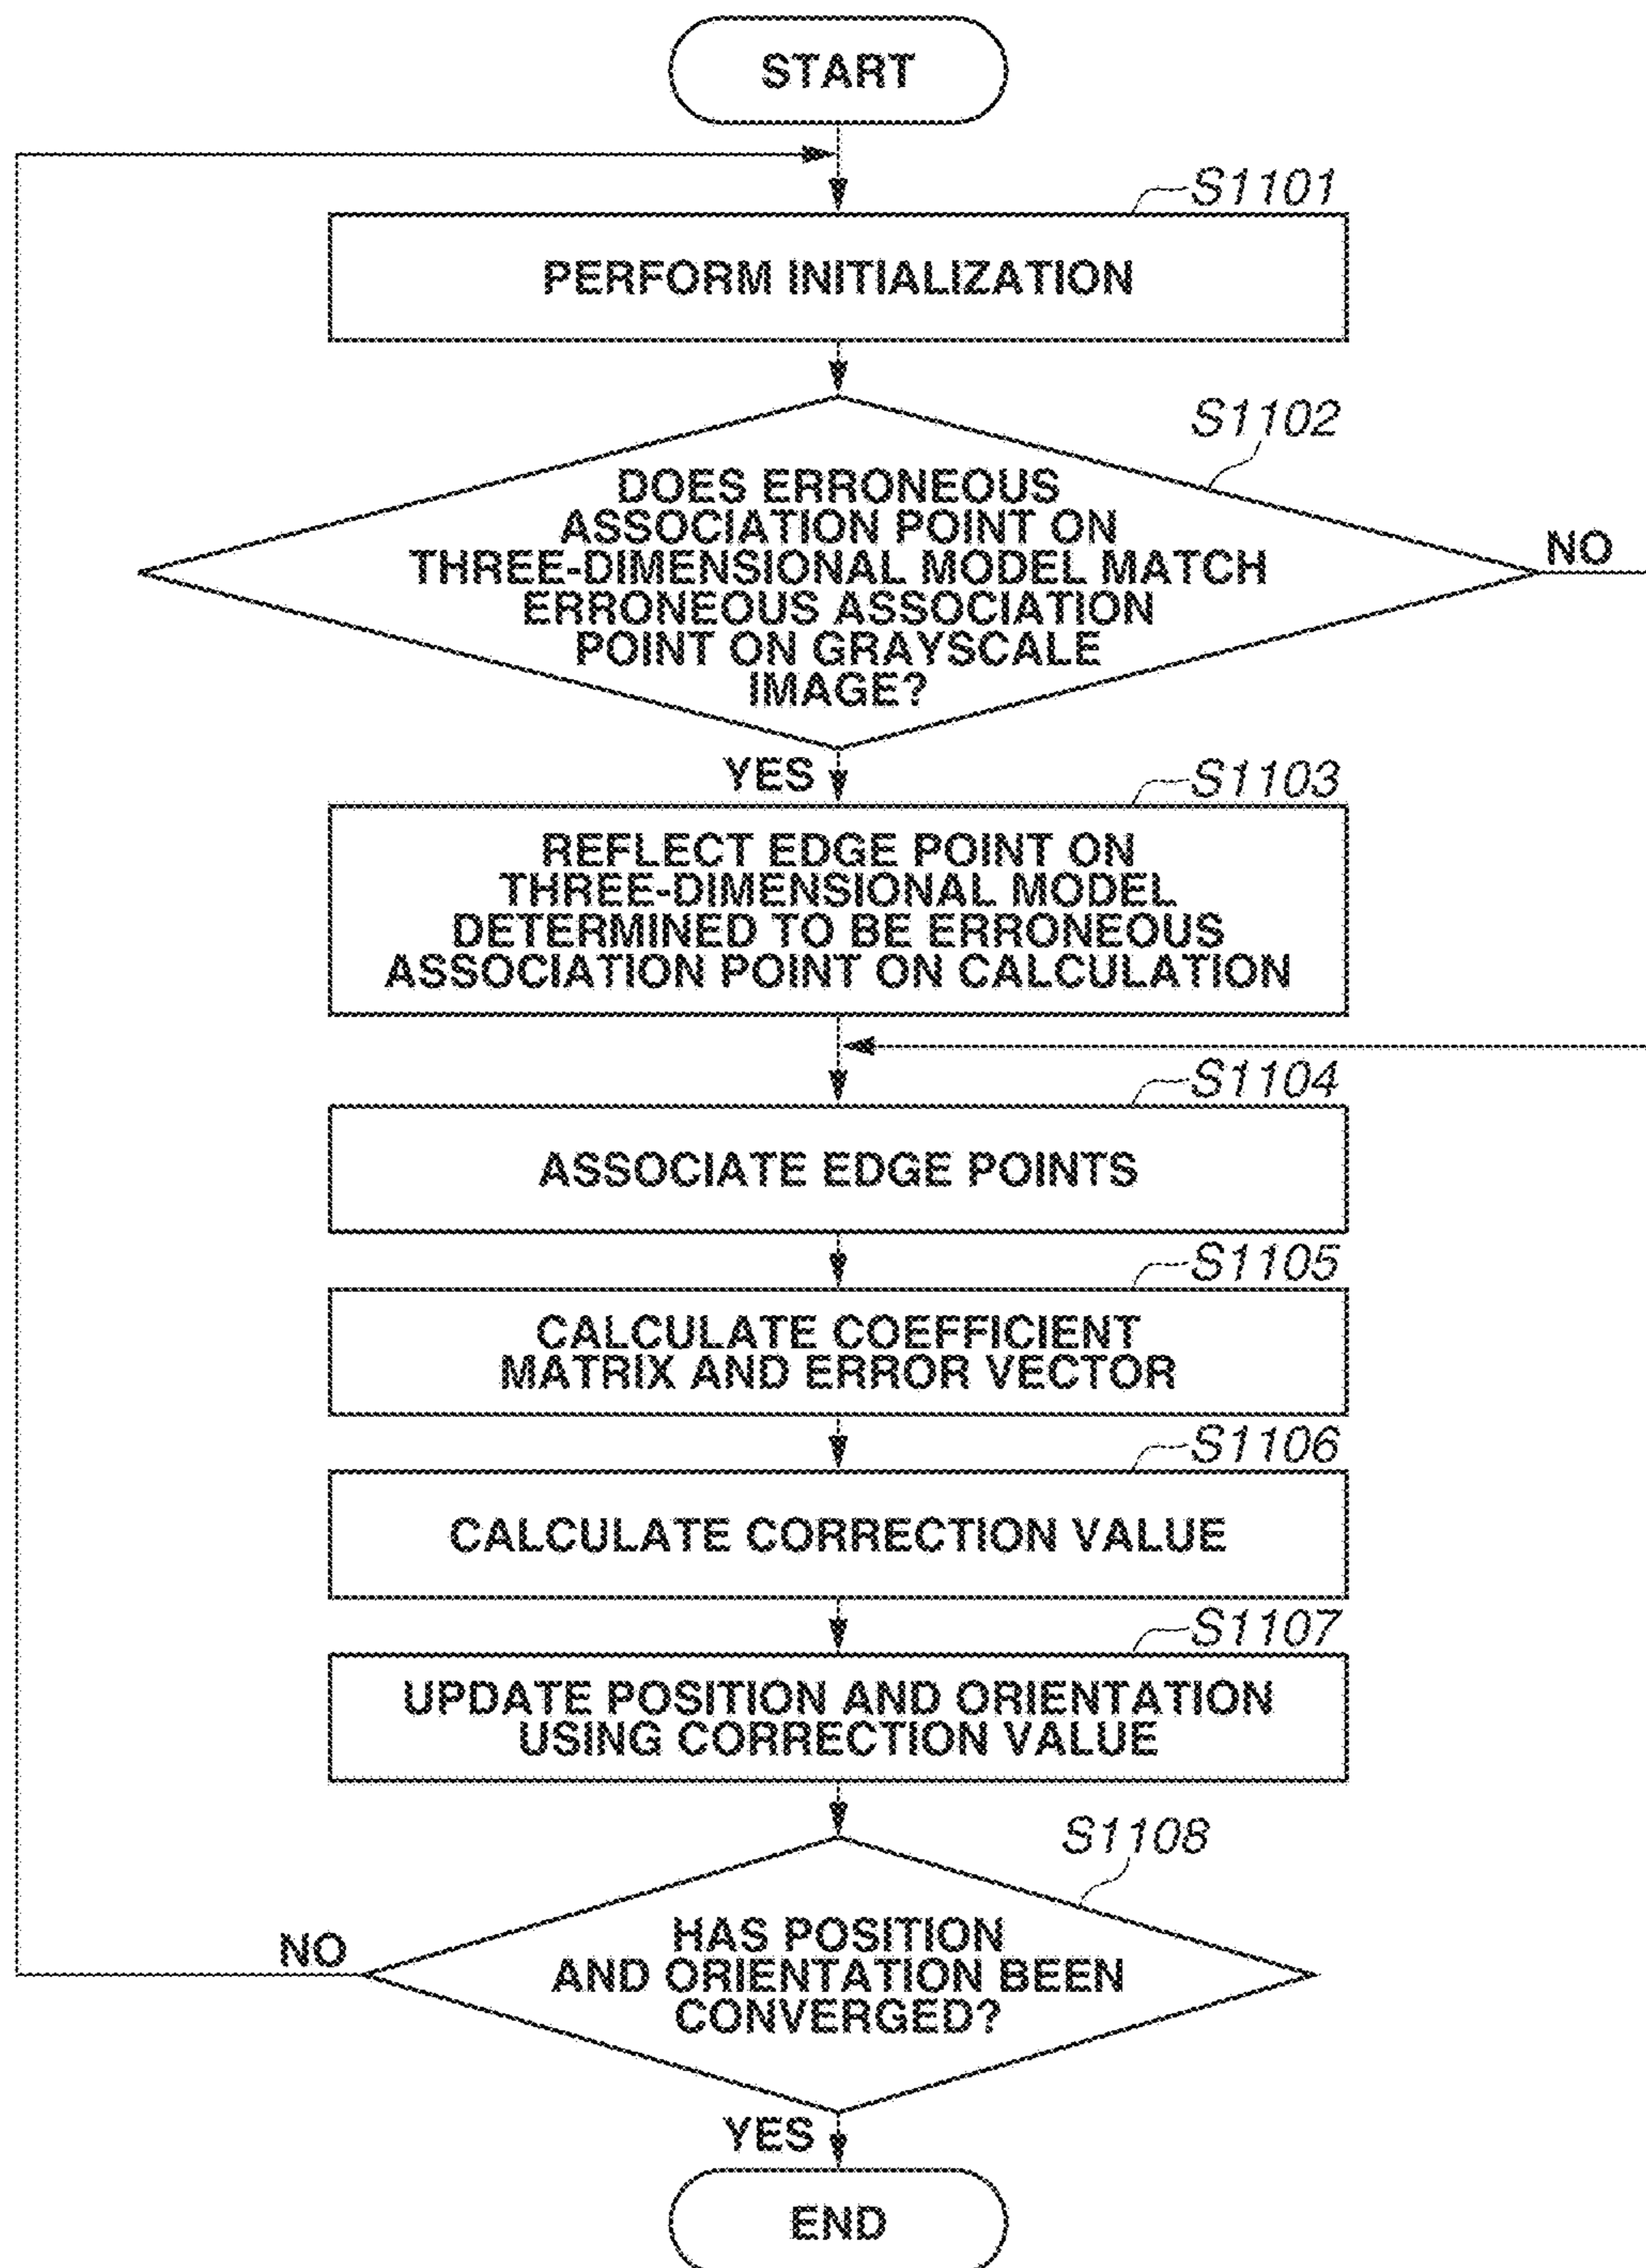 START
S1101
PERFORM INITIALIZATION
S1102
DOES ERRONEOUS
ASSOCIATION POINT ON
THREE-DIMENSIONAL MODEL MATCH
ERRONEOUS ASSOCIATION
POINT ON GRAYSCALE
IMAGE?
NO
YES
S1103
REFLECT EDGE POINT ON
THREE-DIMENSIONAL MODEL
DETERMINED TO BE ERRONEOUS
ASSOCIATION POINT ON CALCULATION
S1104
ASSOCIATE EDGE POINTS
S1105
CALCULATE COEFFICIENT
MATRIX AND ERROR VECTOR
S1106
CALCULATE CORRECTION VALUE
S1107
UPDATE POSITION AND ORIENTATION
USING CORRECTION VALUE
S1108
HAS POSITION
AND ORIENTATION BEEN
CONVERGED?
NO
YES
END